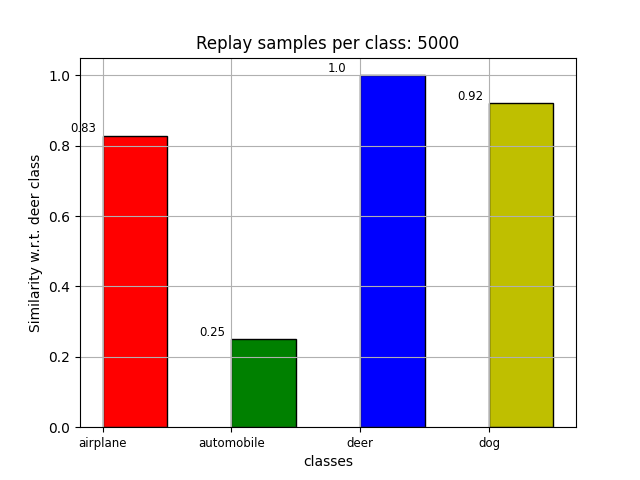 Replay samples per class: 5000
Similarity w.r.t. deer class
1.0
0.8
0.6
0.4
0.2
0.0
0.83
0.25
1.0
0.92
airplane automobile deer dog
classes